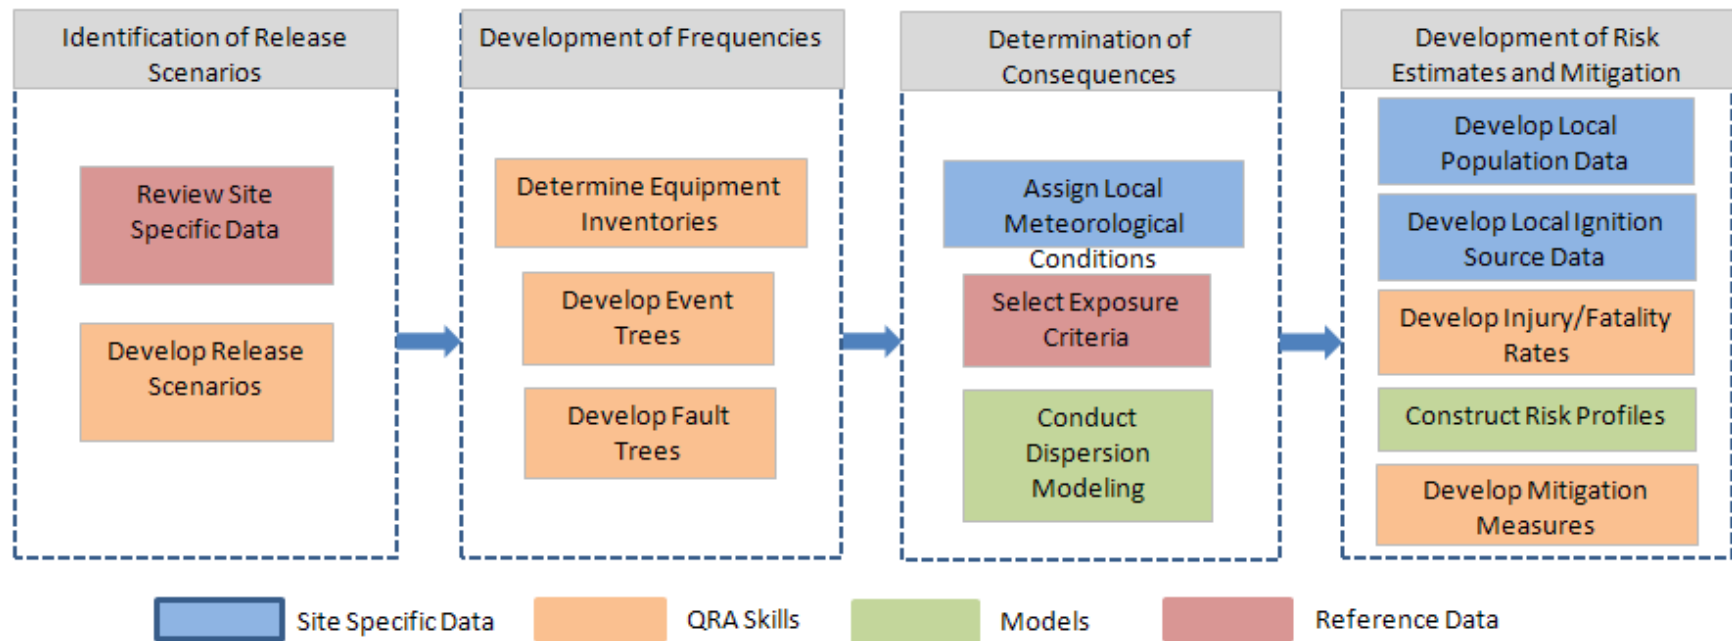 Identification of Release
Scenarios
Review Site
Specific Data
Develop Release
Scenarios
Development of Frequencies
Determine Equipment
Inventories
Develop Event
Trees
Develop Fault
Trees
Determination of
Consequences
Assign Local
Meteorological
Conditions
Select Exposure
Criteria
Conduct
Dispersion
Modeling
Development of Risk
Estimates and Mitigation
Develop Local
Population Data
Develop Local Ignition
Source Data
Develop Injury/Fatality
Rates
Construct Risk Profiles
Develop Mitigation
Measures
Site Specific Data
QRA Skills
Models
Reference Data